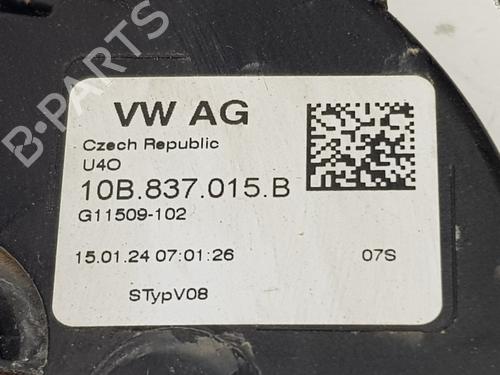 B-PARTS
VW AG
Czech Republic
U4O
10B.837.015.B
G11509-102
15.01.24 07:01:26 07S
STypV08